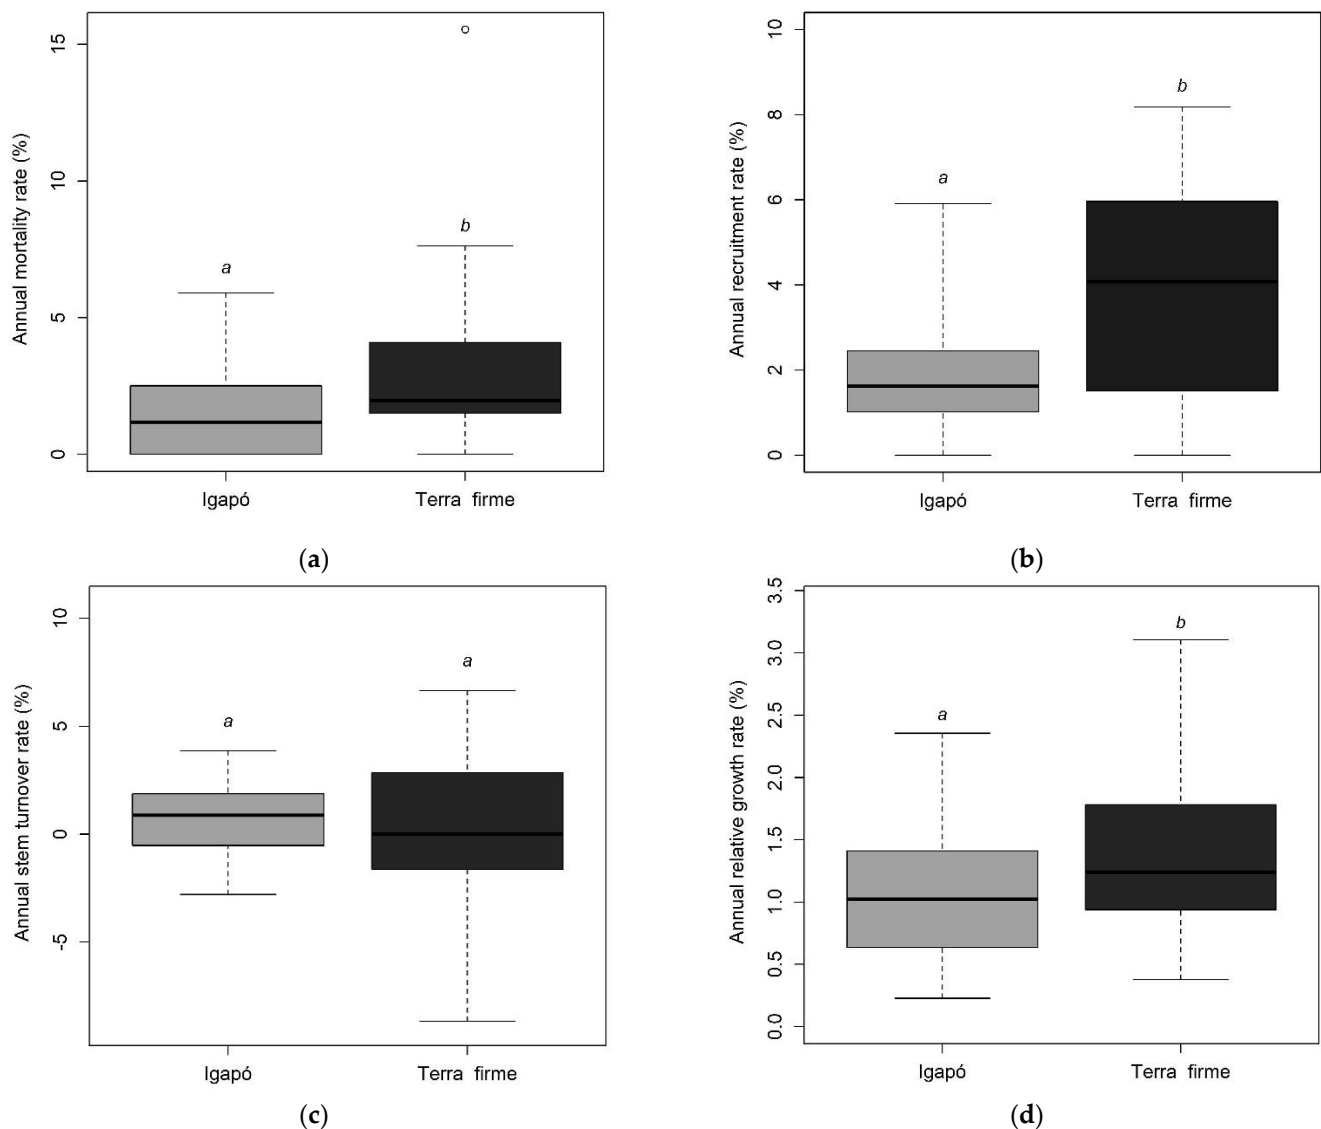 Annual mortality rate (%)
15
10
5
0
a
b
Igapó
Terra firme
(a)
Annual recruitment rate (%)
10
8
6
4
2
0
a
b
Igapó
Terra firme
(b)
Annual stem turnover rate (%)
10
5
0
-5
a
a
Igapó
Terra firme
(c)
Annual relative growth rate (%)
3.5
3.0
2.5
2.0
1.5
1.0
0.5
0.0
a
b
Igapó
Terra firme
(d)